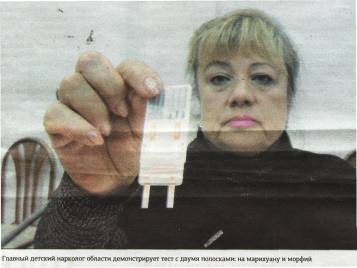 Главный детский нарколог области демонстрирует тест с двумя полосками: на марихуану и морфий